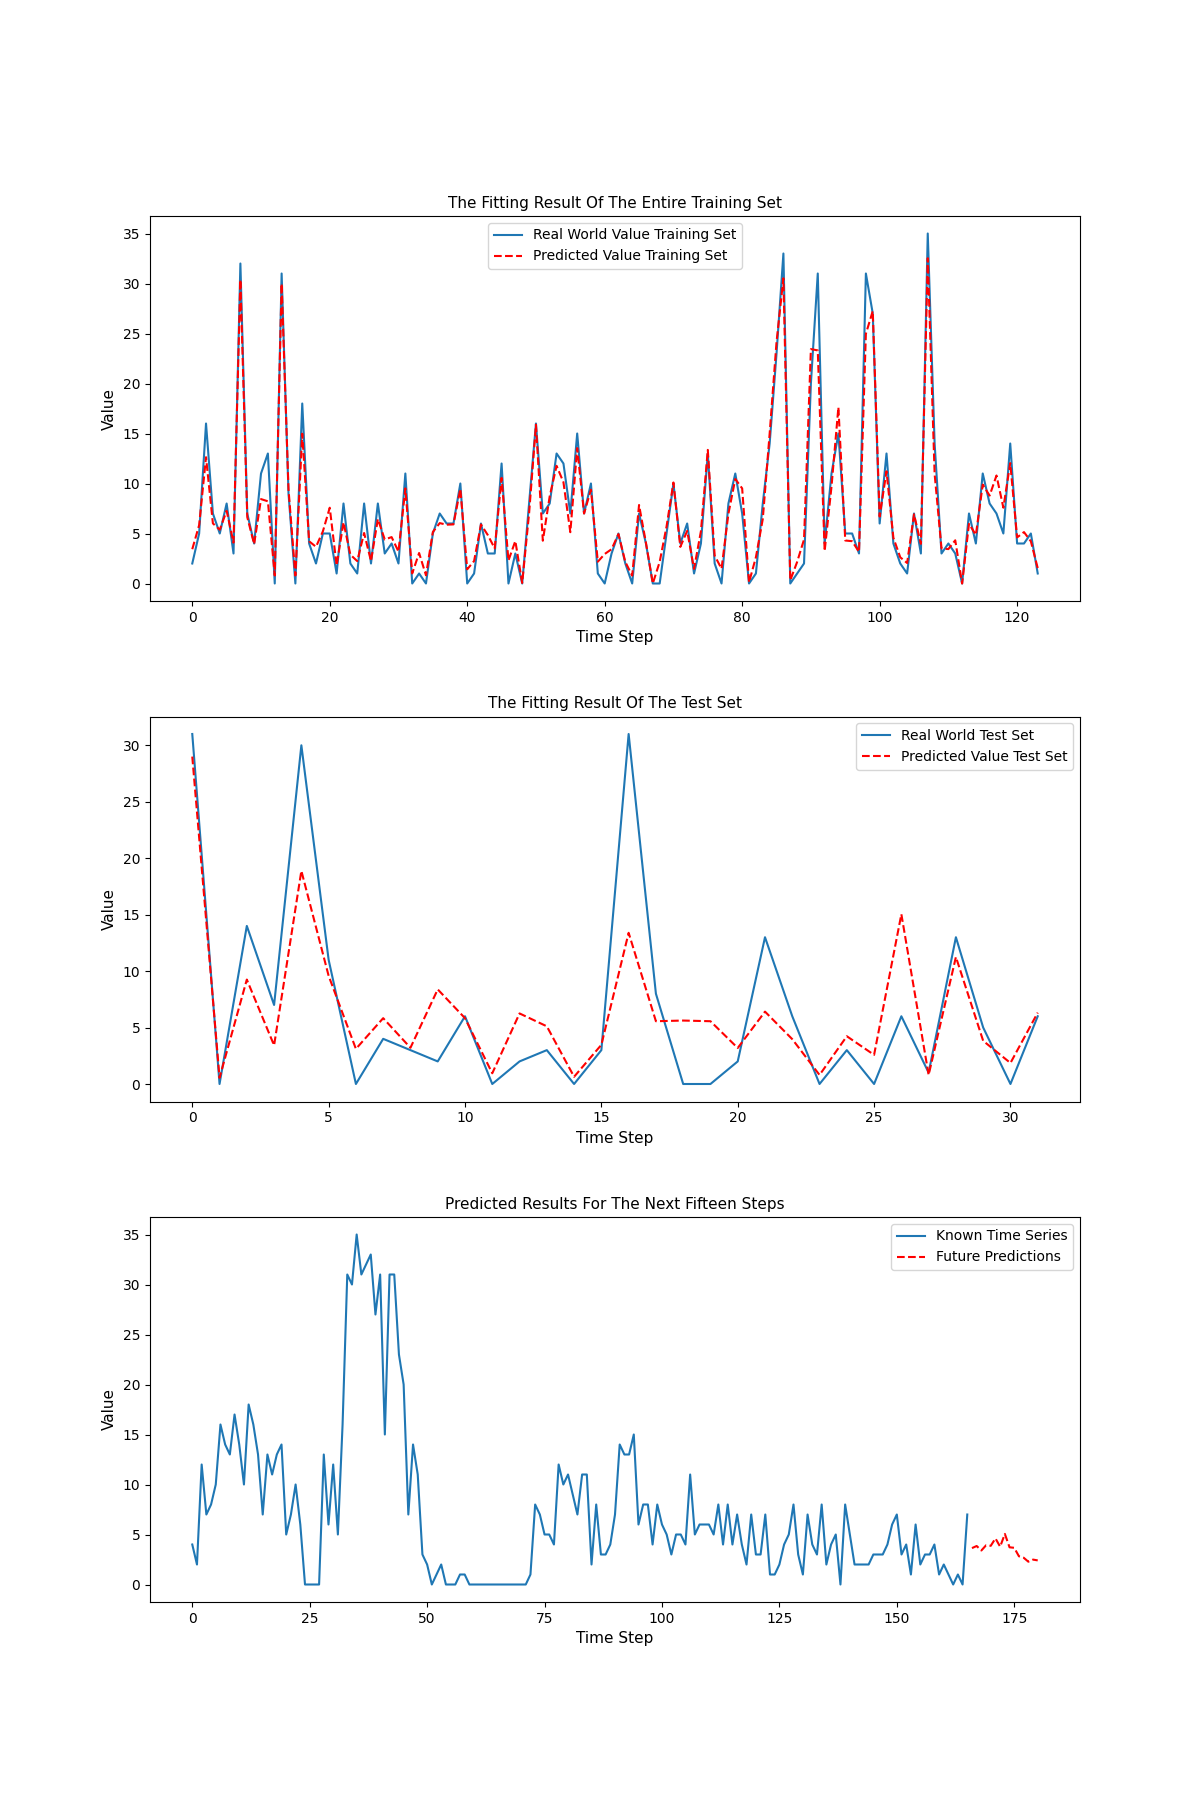 The Fitting Result Of The Entire Training Set
Real World Value Training Set
Predicted Value Training Set
Value
35
30
25
20
15
10
5
0
0 20 40 60 80 100 120
Time Step
The Fitting Result Of The Test Set
Real World Test Set
Predicted Value Test Set
Value
30
25
20
15
10
5
0
0 5 10 15 20 25 30
Time Step
Predicted Results For The Next Fifteen Steps
Known Time Series
Future Predictions
Value
35
30
25
20
15
10
5
0
0 25 50 75 100 125 150 175
Time Step